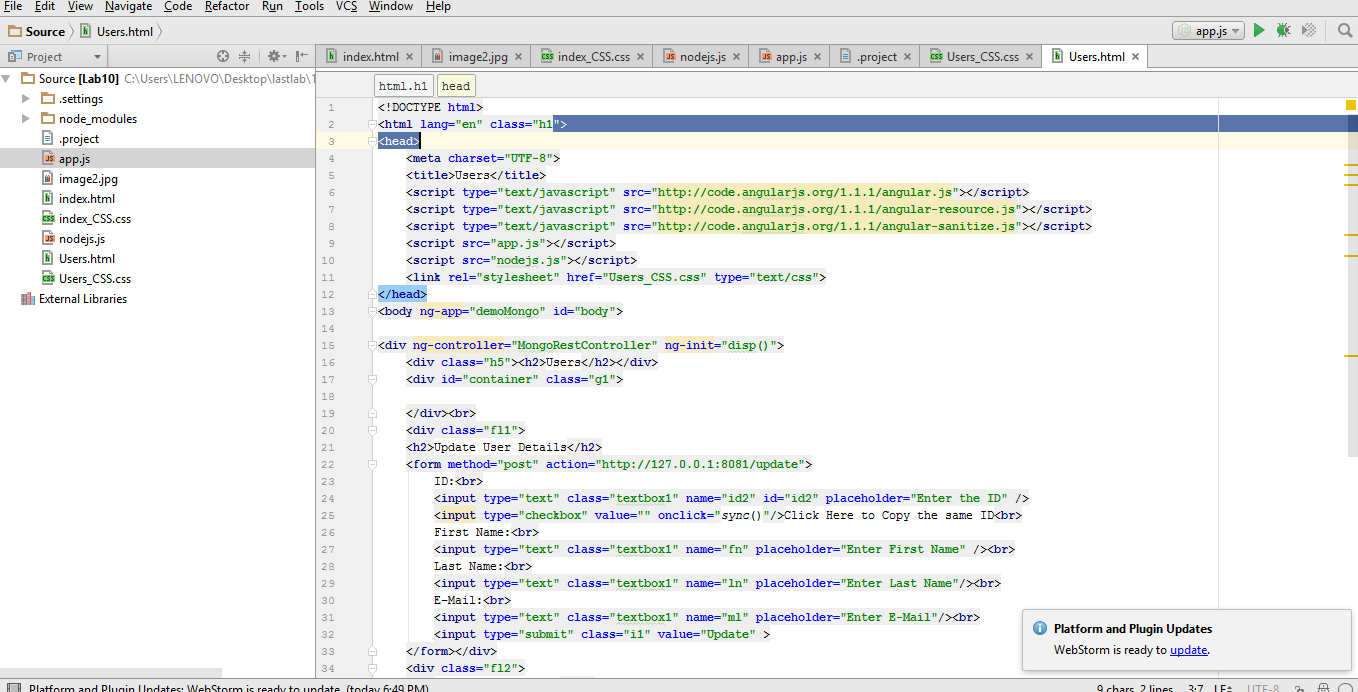 File Edit View Navigate Code Refactor Run Tools VCS Window Help
Source Users.html app.js
Project index.html image2.jpg index_CSS.css nodejs.js app.js .project Users_CSS.css Users.html
Source [Lab10] C:\Users\LENOVO\Desktop\lastlab\1
.settings
node_modules
.project
app.js
image2.jpg
index.html
index_CSS.css
nodejs.js
Users.html
Users_CSS.css
External Libraries
html.h1 head
1 <!DOCTYPE html>
2 <html lang="en" class="h1">
3 <head>
4 <meta charset="UTF-8">
5 <title>Users</title>
6 <script type="text/javascript" src="http://code.angularjs.org/1.1.1/angular.js"></script>
7 <script type="text/javascript" src="http://code.angularjs.org/1.1.1/angular-resource.js"></script>
8 <script type="text/javascript" src="http://code.angularjs.org/1.1.1/angular-sanitize.js"></script>
9 <script src="app.js"></script>
10 <script src="nodejs.js"></script>
11 <link rel="stylesheet" href="Users_CSS.css" type="text/css">
12 </head>
13 <body ng-app="demoMongo" id="body">
14
15 <div ng-controller="MongoRestController" ng-init="disp()">
16 <div class="h5"><h2>Users</h2></div>
17 <div id="container" class="g1">
18
19 </div><br>
20 <div class="fl1">
21 <h2>Update User Details</h2>
22 <form method="post" action="http://127.0.0.1:8081/update">
23 ID:<br>
24 <input type="text" class="textbox1" name="id2" id="id2" placeholder="Enter the ID" />
25 <input type="checkbox" value="" onclick="sync()"/>Click Here to Copy the same ID<br>
26 First Name:<br>
27 <input type="text" class="textbox1" name="fn" placeholder="Enter First Name" /><br>
28 Last Name:<br>
29 <input type="text" class="textbox1" name="ln" placeholder="Enter Last Name"/><br>
30 E-Mail:<br>
31 <input type="text" class="textbox1" name="ml" placeholder="Enter E-Mail"/><br>
32 <input type="submit" class="i1" value="Update" >
33 </form></div>
34 <div class="fl2">
Platform and Plugin Updates
WebStorm is ready to update.
Platform and Plugin Updates: WebStorm is ready to update. (today 6:49 PM) 9 chars, 2 lines 3:7 LF UTF-8